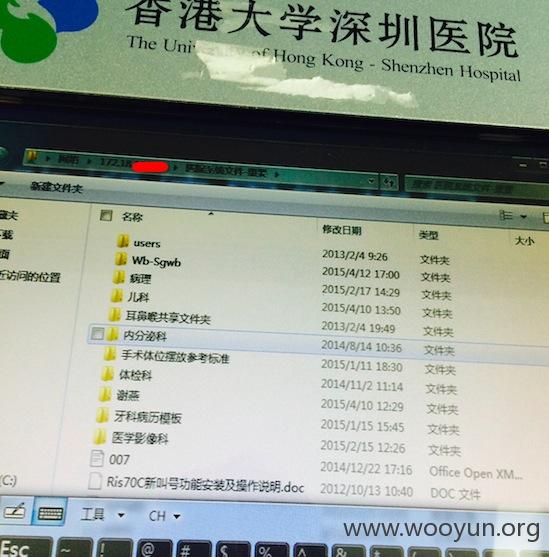 香港大学深圳医院
The University of Hong Kong - Shenzhen Hospital
网络 172.18
新建文件夹
名称 修改日期 类型 大小
users 2013/2/4 9:26 文件夹
Wb-Sgwb 2015/4/12 17:00 文件夹
病理 2015/2/17 14:29 文件夹
儿科 2015/4/10 13:50 文件夹
耳鼻喉共享文件夹 2013/2/4 19:49 文件夹
内分泌科 2014/8/14 10:36 文件夹
手术体位摆放参考标准 2015/1/11 18:30 文件夹
体检科 2014/11/2 11:14 文件夹
谢燕 2015/4/10 12:29 文件夹
牙科病历模板 2015/1/15 15:45 文件夹
医学影像科 2015/2/15 12:26 文件夹
007 2014/12/22 17:16 Office Open XM...
Ris70C新叫号功能安装及操作说明.doc 2012/10/13 10:40 DOC 文件
近访问的位置
(C:)
工具 CH
www.wooyun.org
Esc ~ ! @ # $ % ^ &